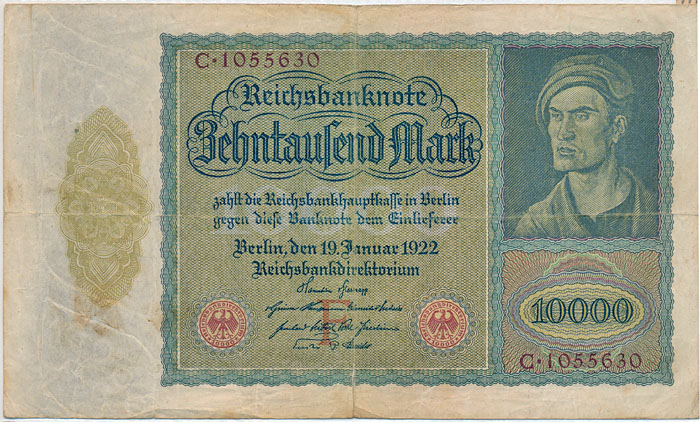 C·1055630
Reichsbanknote
Zehntausend Mark
zahlt die Reichsbankhauptkasse in Berlin
gegen diese Banknote dem Einlieferer
Berlin, den 19. Januar 1922
Reichsbankdirektorium
F
10000
C·1055630